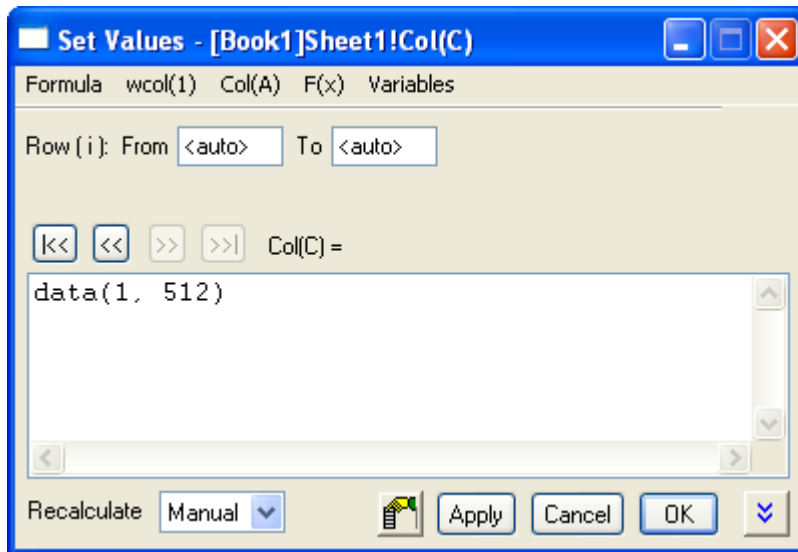 Set Values - [Book1]Sheet1!Col(C)
Formula wcol(1) Col(A) F(x) Variables
Row ( i ): From <auto> To <auto>
|<< << >> >>| Col(C) =
data(1, 512)
Recalculate Manual Apply Cancel OK